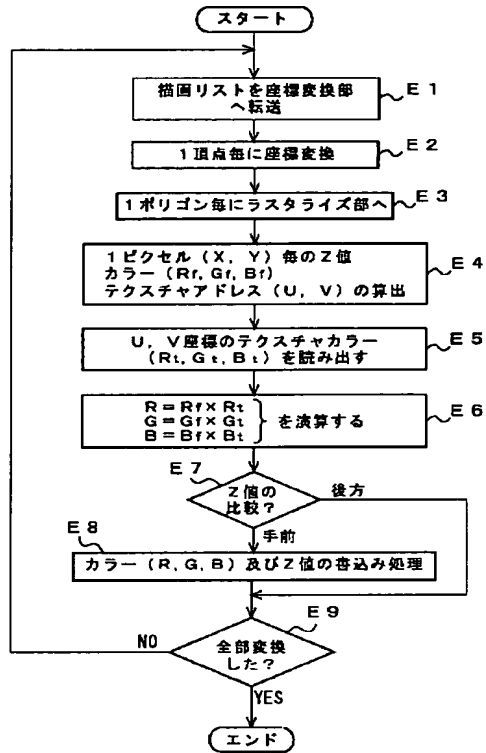 スタート
描画リストを座標変換部
へ転送
E1
1頂点毎に座標変換
E2
1ポリゴン毎にラスタライズ部へ
E3
1ピクセル(X, Y)毎のZ値
カラー(Rf, Gf, Bf)
テクスチャアドレス(U, V)の算出
E4
U, V座標のテクスチャカラー
(Rt, Gt, Bt)を読み出す
E5
R=Rf×Rt
G=Gf×Gt
B=Bf×Bt
を演算する
E6
E7
Z値の
比較?
後方
手前
E8
カラー(R, G, B)及びZ値の書込み処理
E9
全部変換
した?
NO
YES
エンド